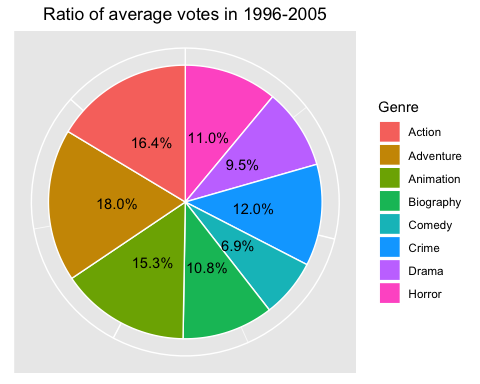 Ratio of average votes in 1996-2005
11.0%
16.4%
9.5%
18.0%
12.0%
6.9%
15.3%
10.8%
Genre
Action
Adventure
Animation
Biography
Comedy
Crime
Drama
Horror